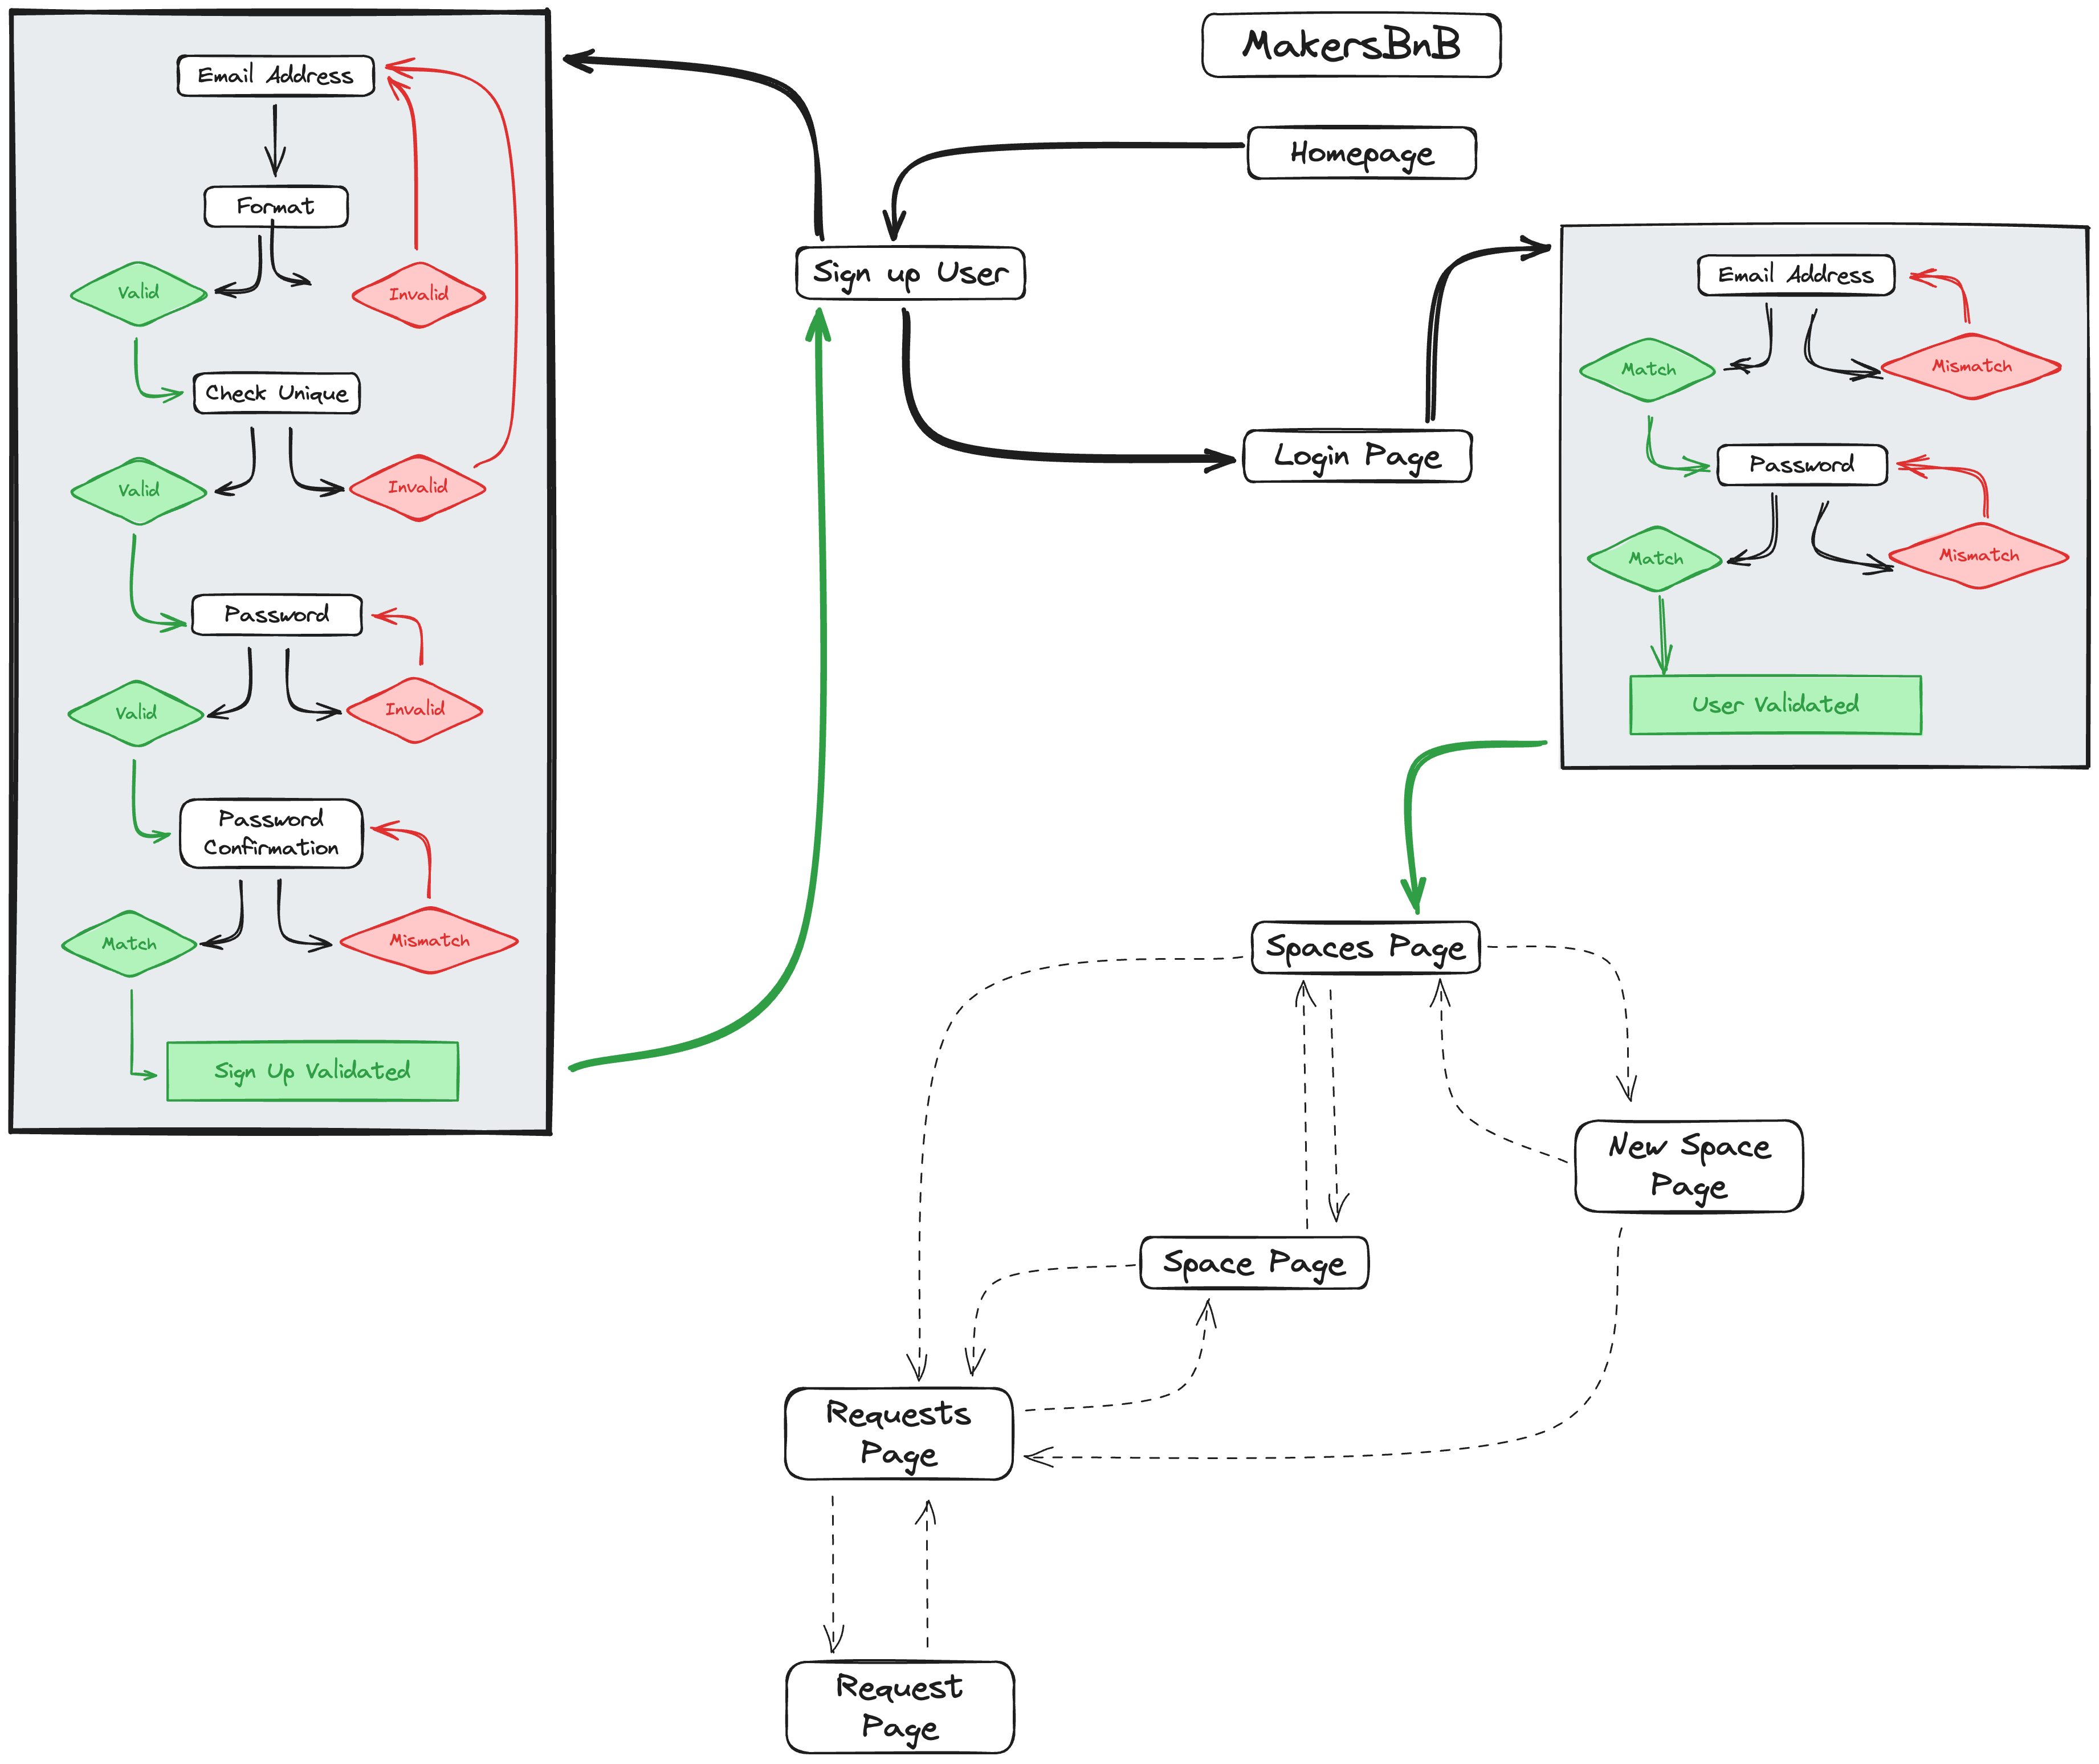 MakersBnB
Homepage
Sign up User
Login Page
Email Address
Format
Valid
Invalid
Check Unique
Valid
Invalid
Password
Valid
Invalid
Password
Confirmation
Match
Mismatch
Sign Up Validated
Email Address
Match
Mismatch
Password
Match
Mismatch
User Validated
Spaces Page
New Space
Page
Space Page
Requests
Page
Request
Page